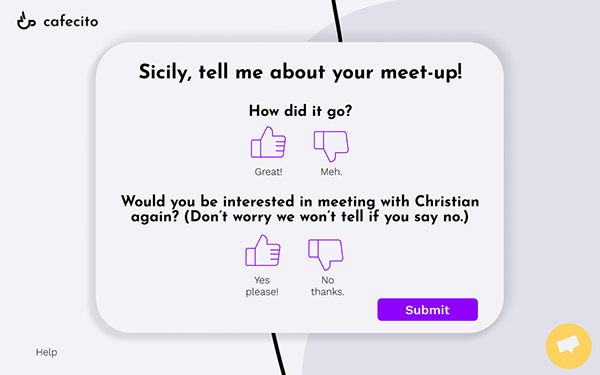 cafecito
Sicily, tell me about your meet-up!
How did it go?
Great! Meh.
Would you be interested in meeting with Christian
again? (Don't worry we won't tell if you say no.)
Yes No
please! thanks.
Submit
Help